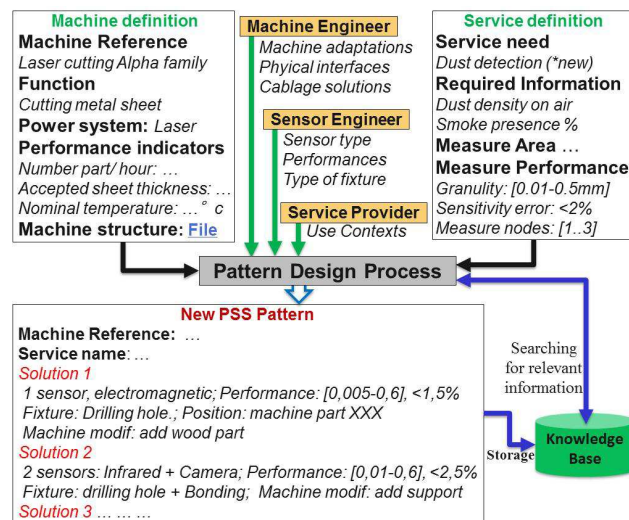 Machine definition
Machine Reference
Laser cutting Alpha family
Function
Cutting metal sheet
Power system: Laser
Performance indicators
Number part/ hour: …
Accepted sheet thickness: …
Nominal temperature: …° c
Machine structure: File
Machine Engineer
Machine adaptations
Phyical interfaces
Cablage solutions
Sensor Engineer
Sensor type
Performances
Type of fixture
Service Provider
Use Contexts
Service definition
Service need
Dust detection (*new)
Required Information
Dust density on air
Smoke presence %
Measure Area …
Measure Performance
Granulity: [0.01-0.5mm]
Sensitivity error: <2%
Measure nodes: [1..3]
Pattern Design Process
New PSS Pattern
Machine Reference: …
Service name: …
Solution 1
1 sensor, electromagnetic; Performance: [0,005-0,6], <1,5%
Fixture: Drilling hole.; Position: machine part XXX
Machine modif: add wood part
Solution 2
2 sensors: Infrared + Camera; Performance: [0,01-0,6], <2,5%
Fixture: drilling hole + Bonding; Machine modif: add support
Solution 3 … … …
Searching
for relevant
information
Storage
Knowledge
Base